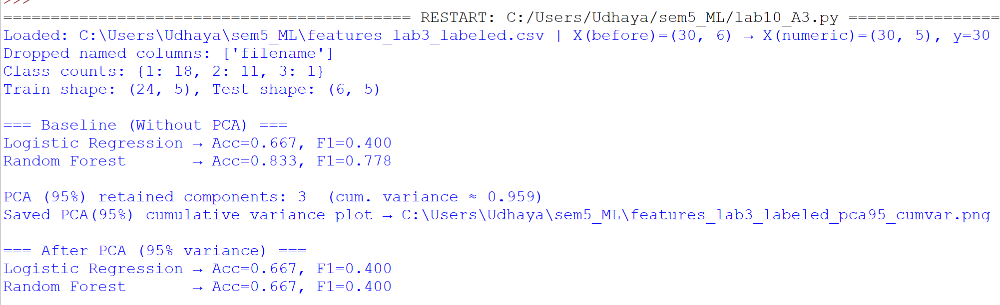 >>>
=========================================== RESTART: C:/Users/Udhaya/sem5_ML/lab10_A3.py ================
Loaded: C:\Users\Udhaya\sem5_ML\features_lab3_labeled.csv | X(before)=(30, 6) → X(numeric)=(30, 5), y=30
Dropped named columns: ['filename']
Class counts: {1: 18, 2: 11, 3: 1}
Train shape: (24, 5), Test shape: (6, 5)
=== Baseline (Without PCA) ===
Logistic Regression → Acc=0.667, F1=0.400
Random Forest       → Acc=0.833, F1=0.778
PCA (95%) retained components: 3  (cum. variance ≈ 0.959)
Saved PCA(95%) cumulative variance plot → C:\Users\Udhaya\sem5_ML\features_lab3_labeled_pca95_cumvar.png
=== After PCA (95% variance) ===
Logistic Regression → Acc=0.667, F1=0.400
Random Forest       → Acc=0.667, F1=0.400